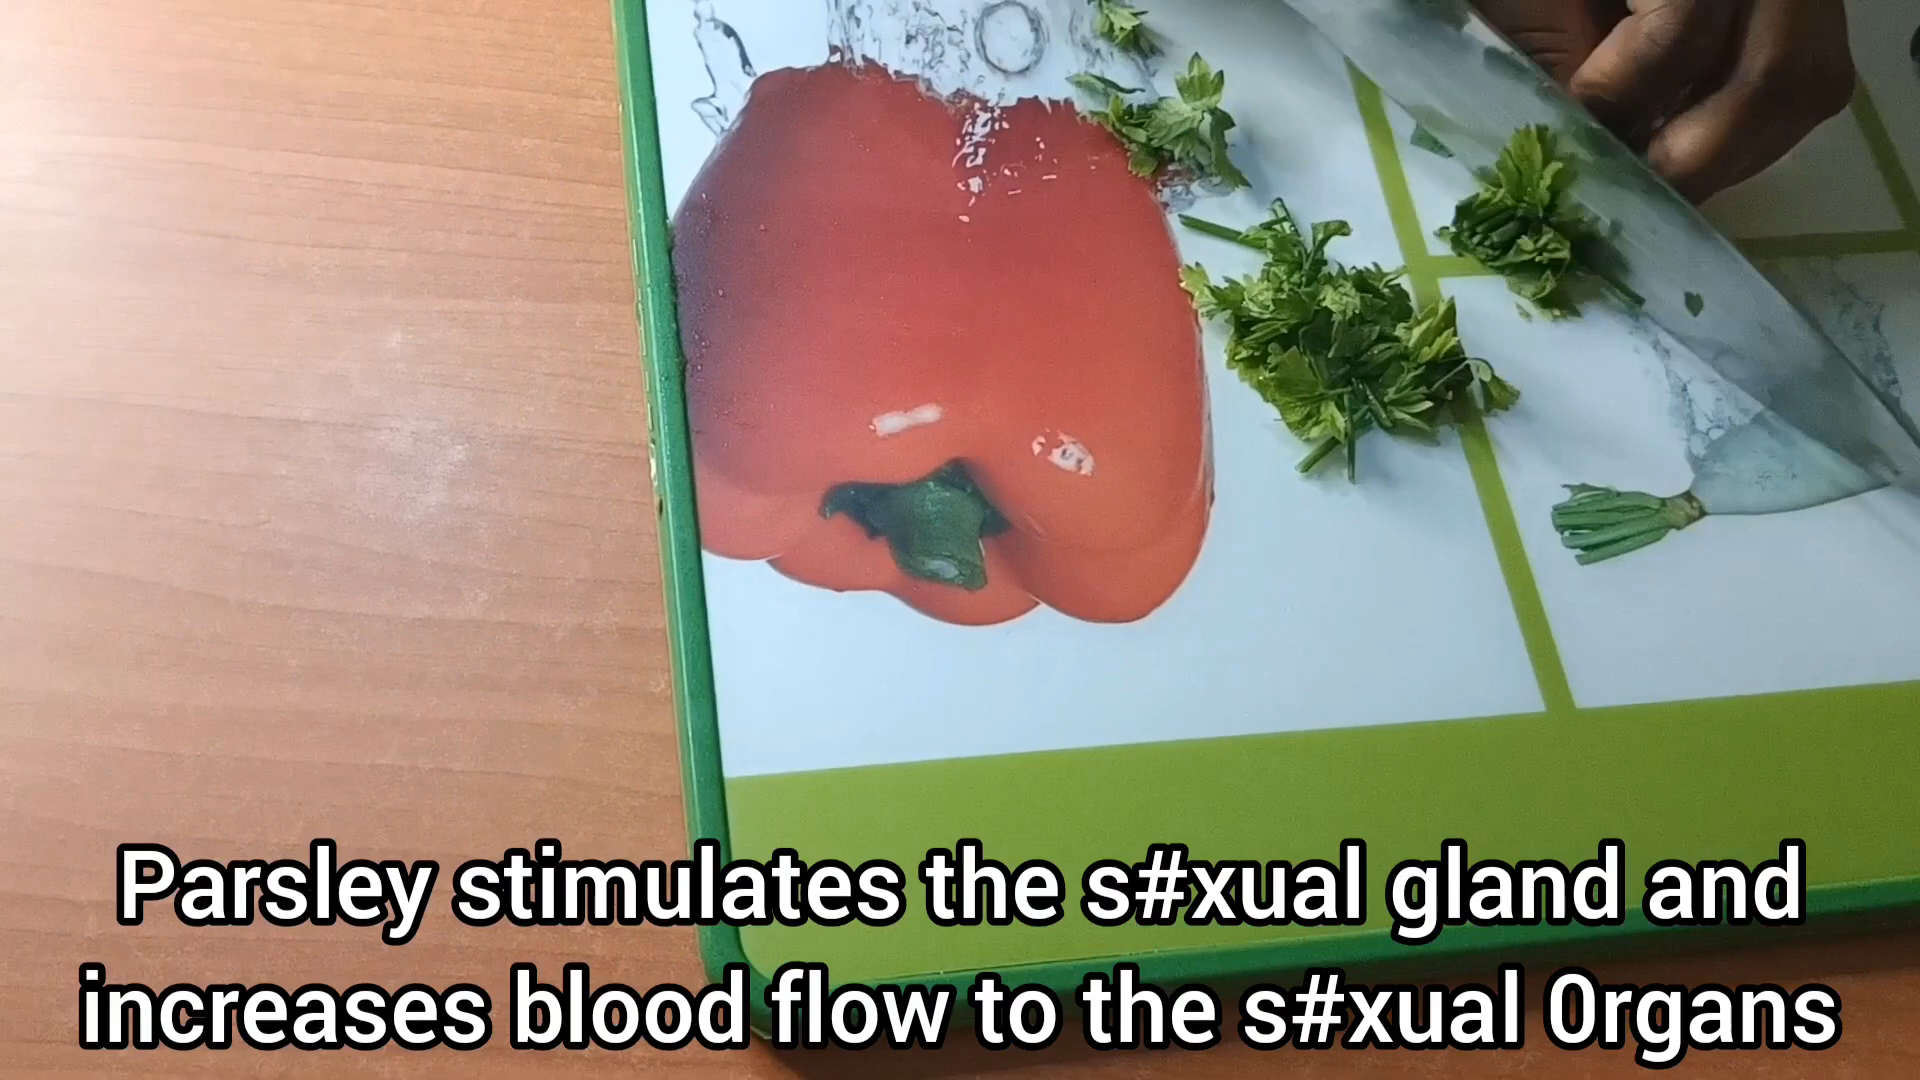 Parsley stimulates the s#xual gland and
increases blood flow to the s#xual 0rgans